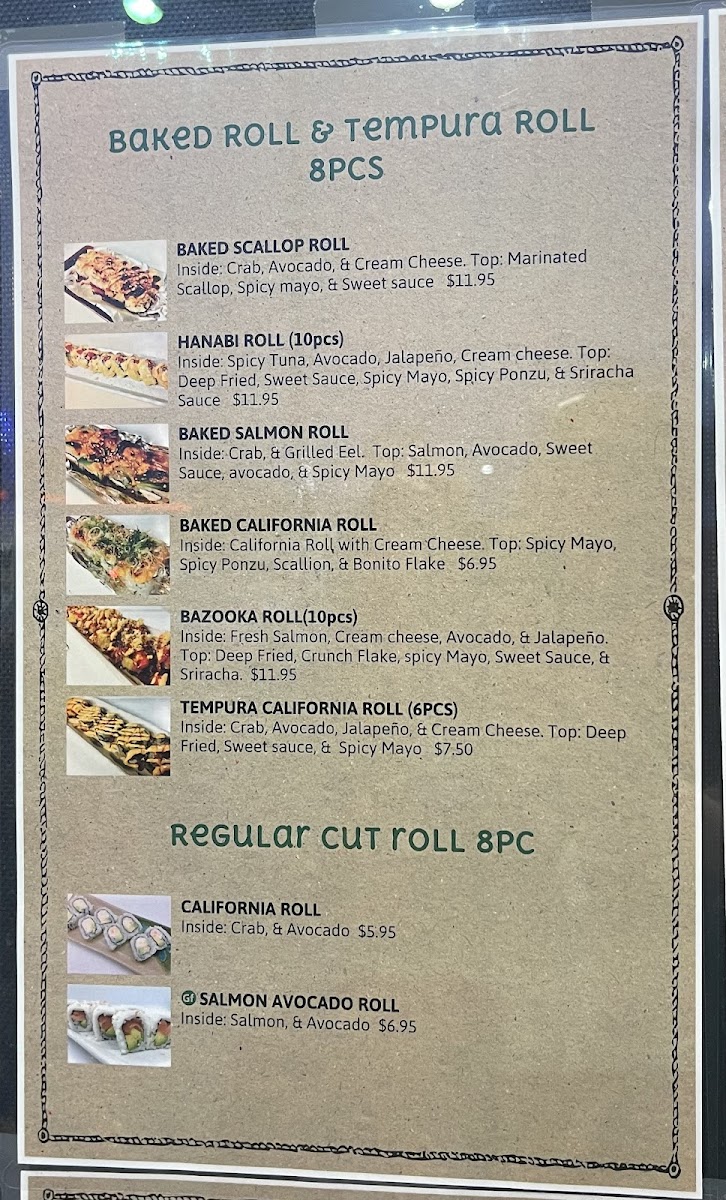 Baked Roll & Tempura Roll
8pcs
BAKED SCALLOP ROLL
Inside: Crab, Avocado, & Cream Cheese. Top: Marinated
Scallop, Spicy mayo, & Sweet sauce $11.95
HANABI ROLL (10pcs)
Inside: Spicy Tuna, Avocado, Jalapeño, Cream cheese. Top:
Deep Fried, Sweet Sauce, Spicy Mayo, Spicy Ponzu, & Sriracha
Sauce $11.95
BAKED SALMON ROLL
Inside: Crab, & Grilled Eel. Top: Salmon, Avocado, Sweet
Sauce, avocado, & Spicy Mayo $11.95
BAKED CALIFORNIA ROLL
Inside: California Roll with Cream Cheese. Top: Spicy Mayo,
Spicy Ponzu, Scallion, & Bonito Flake $6.95
BAZOOKA ROLL(10pcs)
Inside: Fresh Salmon, Cream cheese, Avocado, & Jalapeño.
Top: Deep Fried, Crunch Flake, spicy Mayo, Sweet Sauce, &
Sriracha. $11.95
TEMPURA CALIFORNIA ROLL (6PCS)
Inside: Crab, Avocado, Jalapeño, & Cream Cheese. Top: Deep
Fried, Sweet sauce, & Spicy Mayo $7.50
Regular Cut Roll 8pc
CALIFORNIA ROLL
Inside: Crab, & Avocado $5.95
Gf SALMON AVOCADO ROLL
Inside: Salmon, & Avocado $6.95